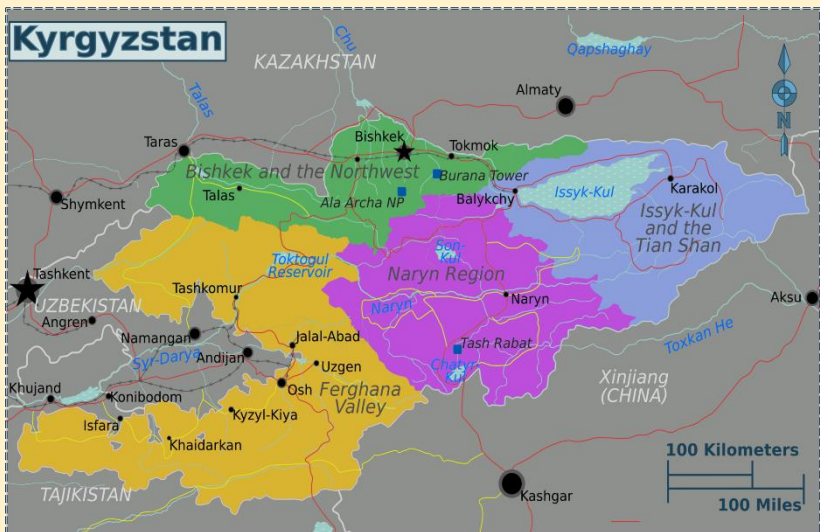 Kyrgyzstan
KAZAKHSTAN
Chu
Qapshaghay
Talas
Almaty
N
Taras
Bishkek
Tokmok
Bishkek and the Northwest
Burana Tower
Talas
Ala Archa NP
Balykchy
Issyk-Kul
Karakol
Shymkent
Issyk-Kul
and the
Tian Shan
Son-
Kul
Toktogul
Reservoir
Naryn Region
Tashkent
Tashkomur
Naryn
Naryn
Aksu
UZBEKISTAN
Angren
Namangan
Jalal-Abad
Tash Rabat
Toxkan He
Syr-Darya
Andijan
Uzgen
Chatyr-
Kul
Xinjiang
(CHINA)
Khujand
Konibodom
Osh
Ferghana
Valley
Isfara
Kyzyl-Kiya
Khaidarkan
100 Kilometers
TAJIKISTAN
Kashgar
100 Miles